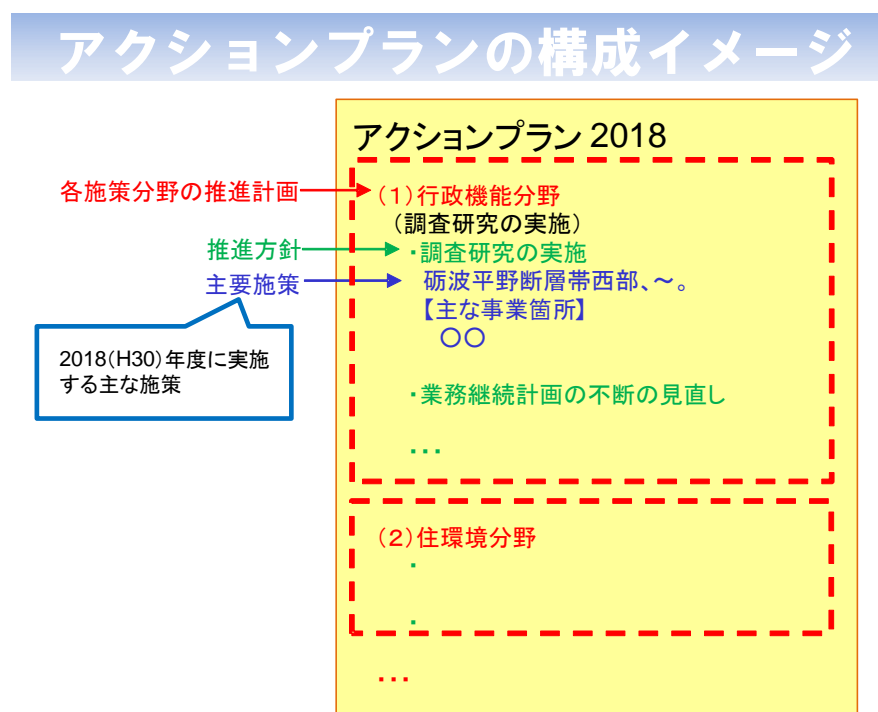 アクションプランの構成イメージ
アクションプラン 2018
各施策分野の推進計画
(1)行政機能分野
(調査研究の実施)
推進方針
・調査研究の実施
主要施策
砺波平野断層帯西部、～。
【主な事業箇所】
〇〇
2018(H30)年度に実施
する主な施策
・業務継続計画の不断の見直し
・・・
(2)住環境分野
・
・
・・・